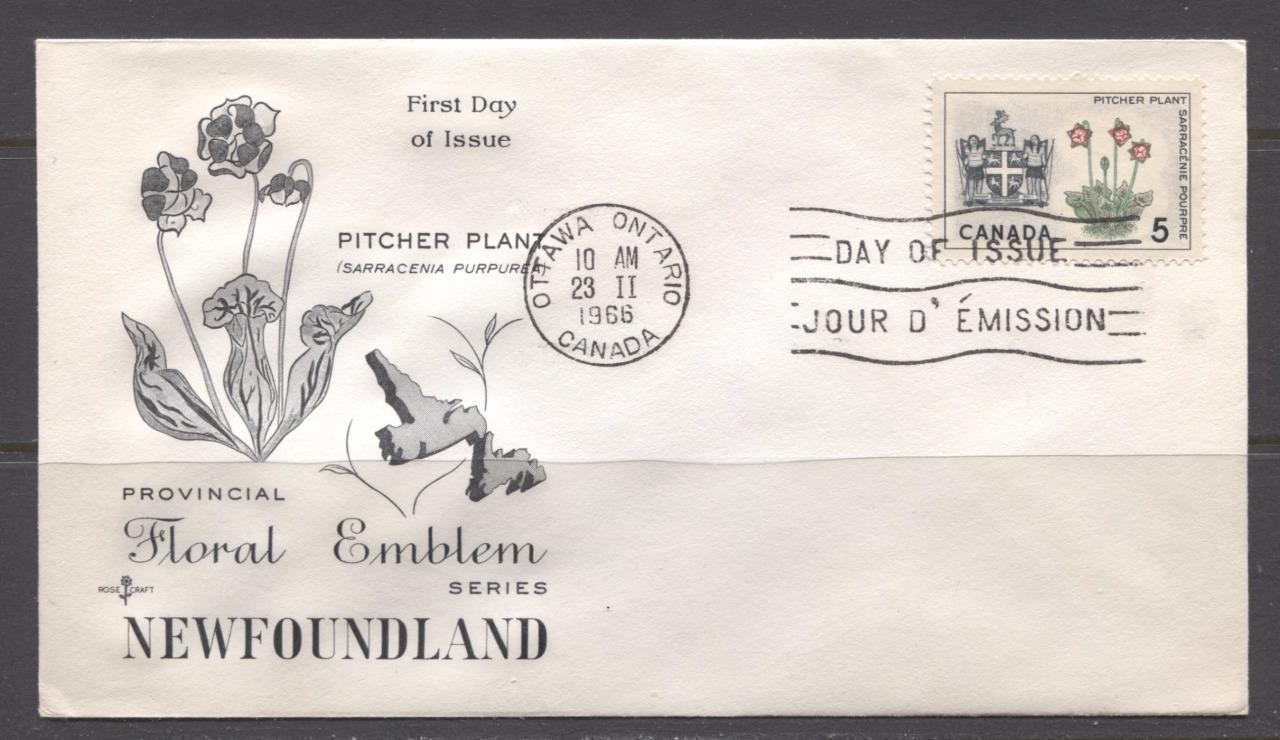 First Day
of Issue
PITCHER PLANT
(SARRACENIA PURPUREA)
OTTAWA ONTARIO
10 AM
23 II
1966
CANADA
PITCHER PLANT
SARRACÉNIE POURPRE
CANADA 5
DAY OF ISSUE
JOUR D'ÉMISSION
PROVINCIAL
Floral Emblem
SERIES
ROSE CRAFT
NEWFOUNDLAND